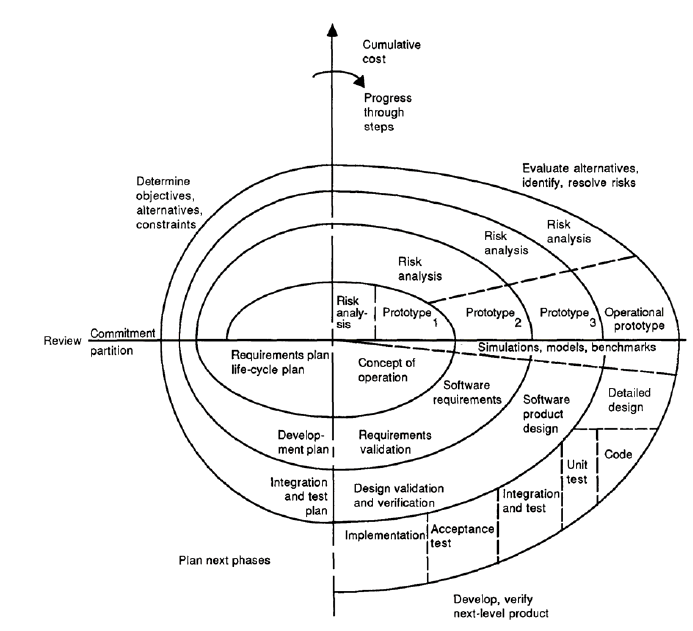 Cumulative
cost
Progress
through
steps
Determine
objectives,
alternatives,
constraints
Evaluate alternatives,
identify, resolve risks
Risk
analysis
Risk
analysis
Risk
analysis
Risk
analy-
sis
Prototype
1
Prototype
2
Prototype
3
Operational
prototype
Review
Commitment
partition
Simulations, models, benchmarks
Requirements plan
life-cycle plan
Concept of
operation
Software
requirements
Software
product
design
Detailed
design
Develop-
ment plan
Requirements
validation
Code
Unit
test
Integration
and test
plan
Design validation
and verification
Integration
and test
Acceptance
test
Implementation
Plan next phases
Develop, verify
next-level product